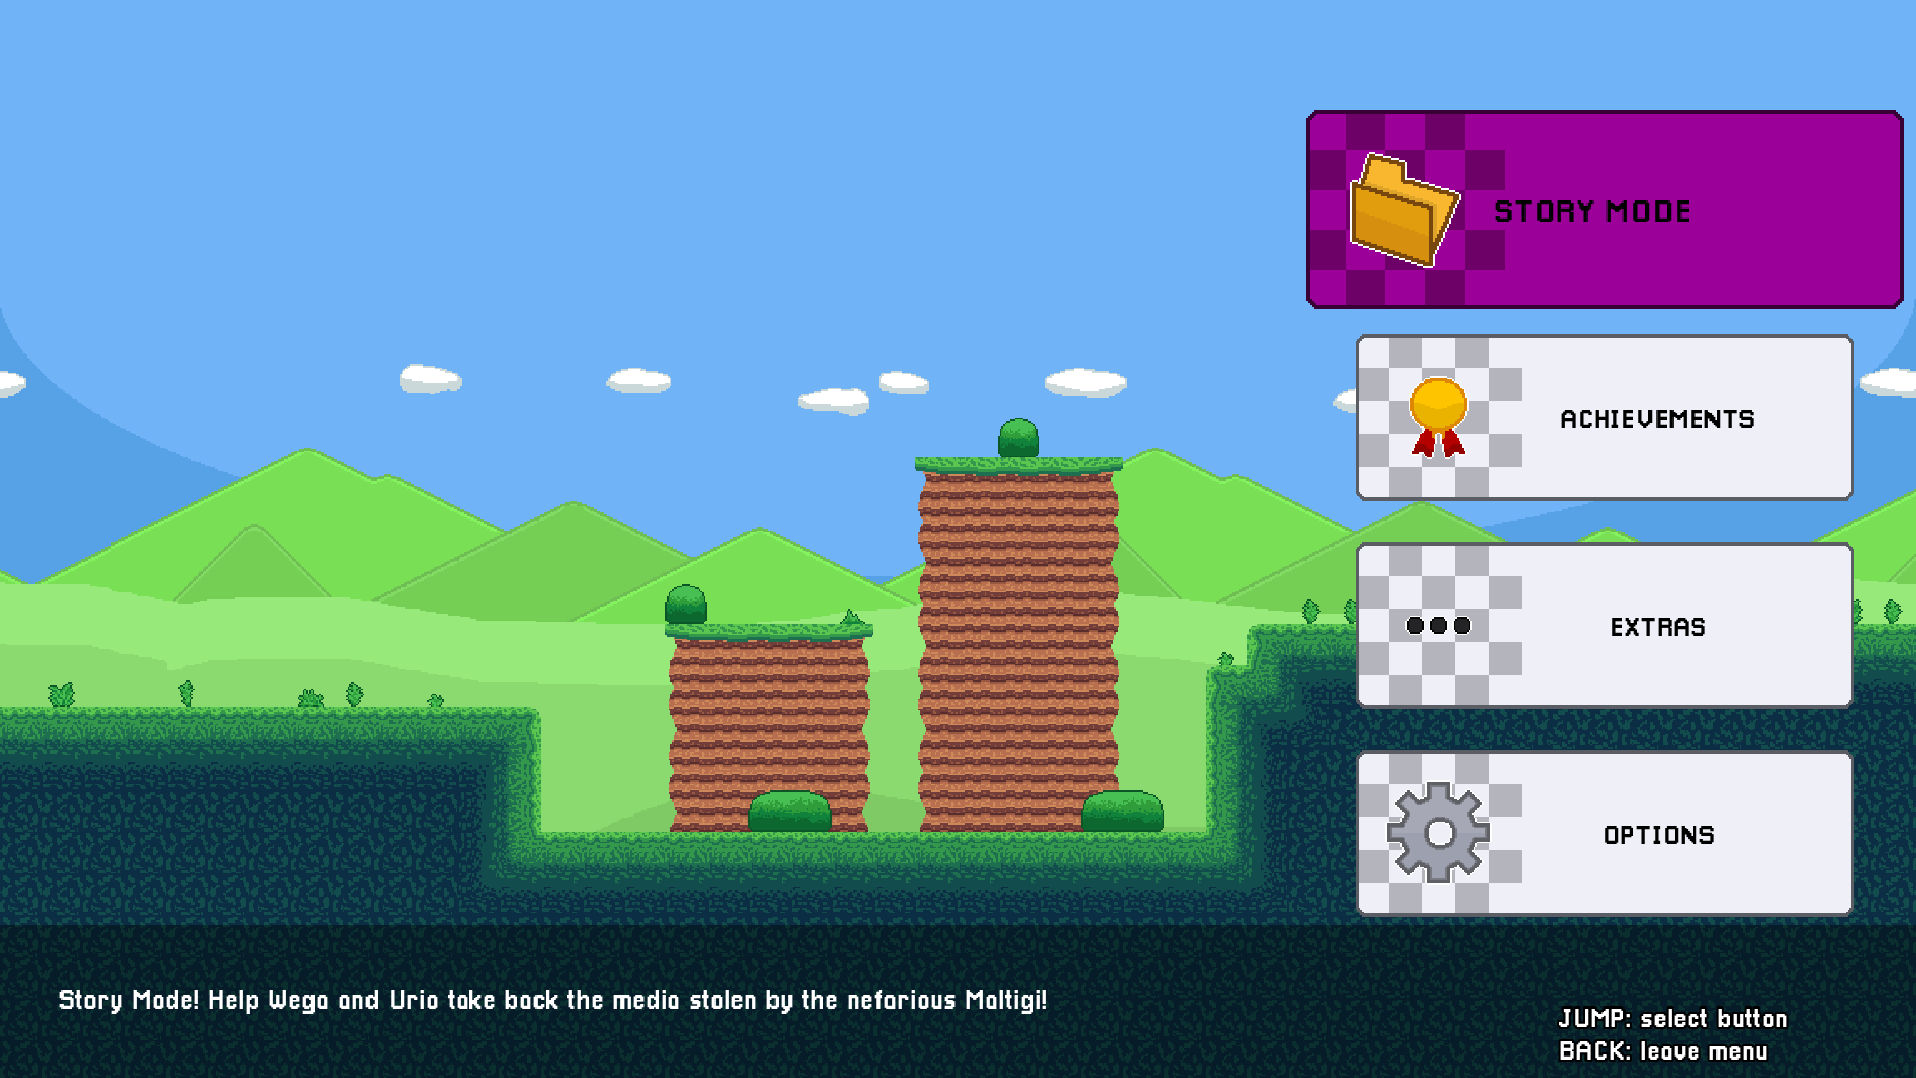 STORY MODE
ACHIEVEMENTS
EXTRAS
OPTIONS
Story Mode! Help Wega and Urio take back the media stolen by the nefarious Maltigi!
JUMP: select button
BACK: leave menu